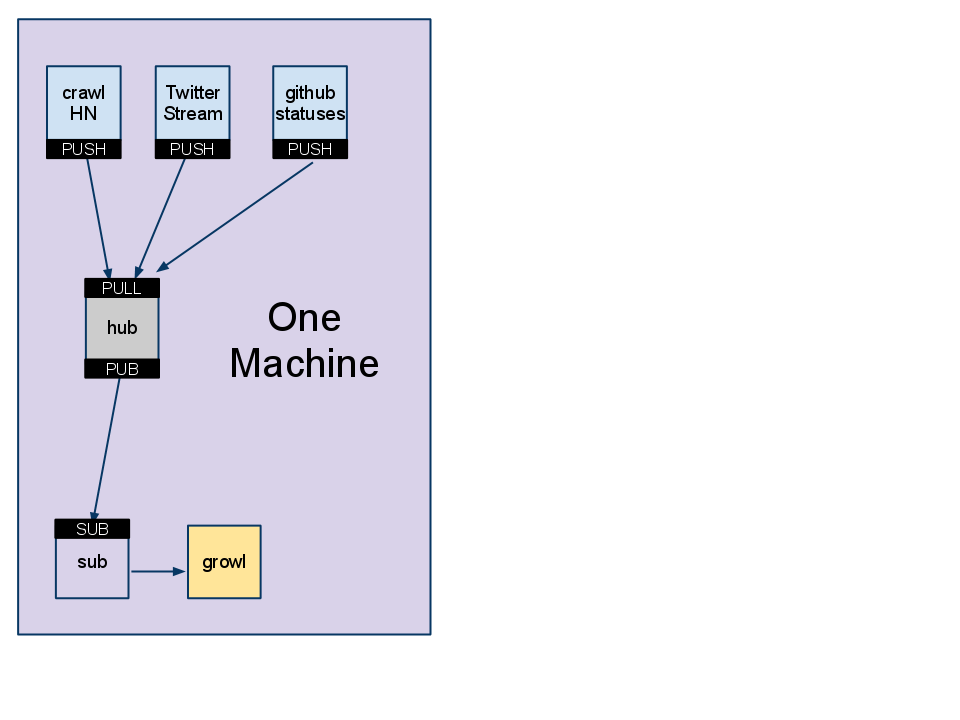 crawl
HN
PUSH
Twitter
Stream
PUSH
github
statuses
PUSH
PULL
hub
PUB
One
Machine
SUB
sub
growl